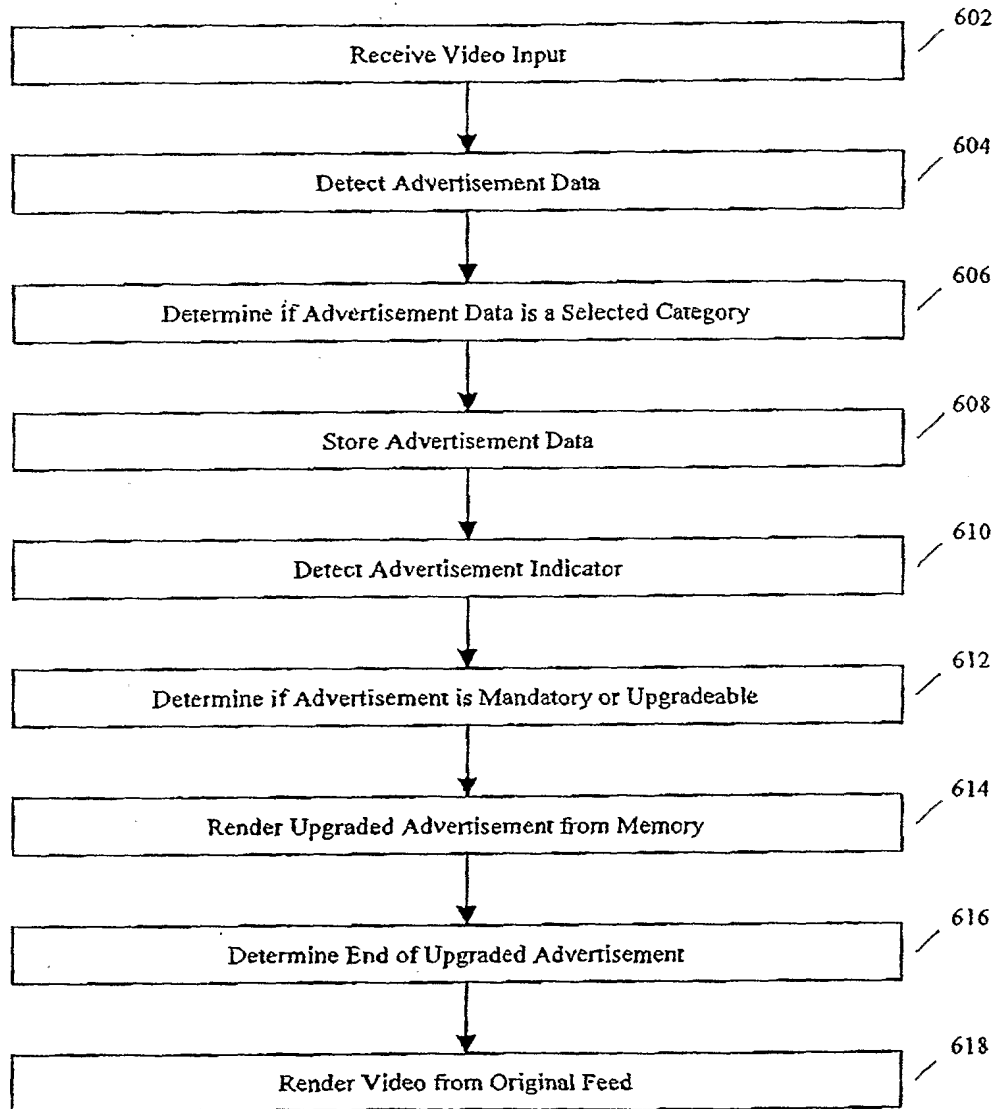 602
Receive Video Input
604
Detect Advertisement Data
606
Determine if Advertisement Data is a Selected Category
608
Store Advertisement Data
610
Detect Advertisement Indicator
612
Determine if Advertisement is Mandatory or Upgradeable
614
Render Upgraded Advertisement from Memory
616
Determine End of Upgraded Advertisement
618
Render Video from Original Feed